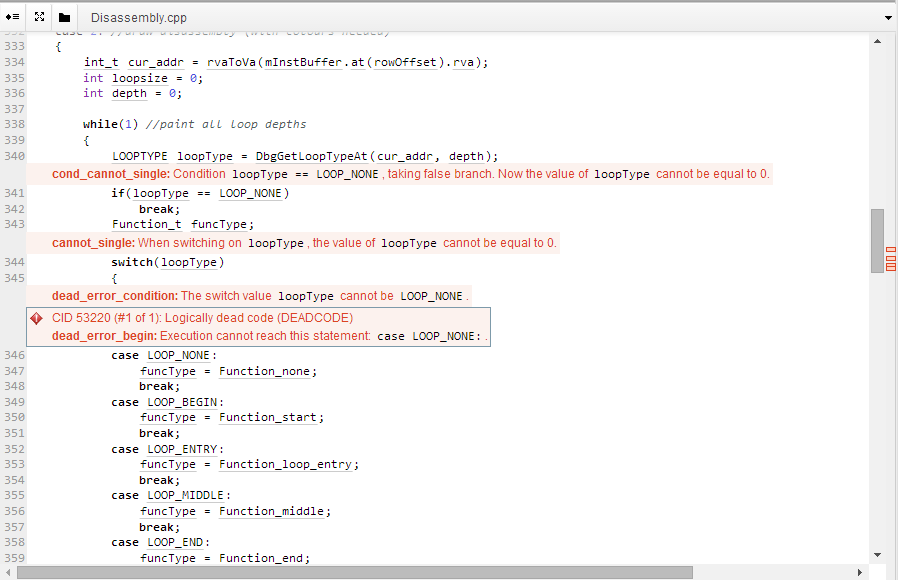 Disassembly.cpp
332 case 2: //draw disassembly (with colours needed)
333 {
334 int_t cur_addr = rvaToVa(mInstBuffer.at(rowOffset).rva);
335 int loopsize = 0;
336 int depth = 0;
337
338 while(1) //paint all loop depths
339 {
340 LOOPTYPE loopType = DbgGetLoopTypeAt(cur_addr, depth);
cond_cannot_single: Condition loopType == LOOP_NONE, taking false branch. Now the value of loopType cannot be equal to 0.
341 if(loopType == LOOP_NONE)
342 break;
343 Function_t funcType;
cannot_single: When switching on loopType, the value of loopType cannot be equal to 0.
344 switch(loopType)
345 {
dead_error_condition: The switch value loopType cannot be LOOP_NONE.
CID 53220 (#1 of 1): Logically dead code (DEADCODE)
dead_error_begin: Execution cannot reach this statement: case LOOP_NONE:.
346 case LOOP_NONE:
347 funcType = Function_none;
348 break;
349 case LOOP_BEGIN:
350 funcType = Function_start;
351 break;
352 case LOOP_ENTRY:
353 funcType = Function_loop_entry;
354 break;
355 case LOOP_MIDDLE:
356 funcType = Function_middle;
357 break;
358 case LOOP_END:
359 funcType = Function_end;